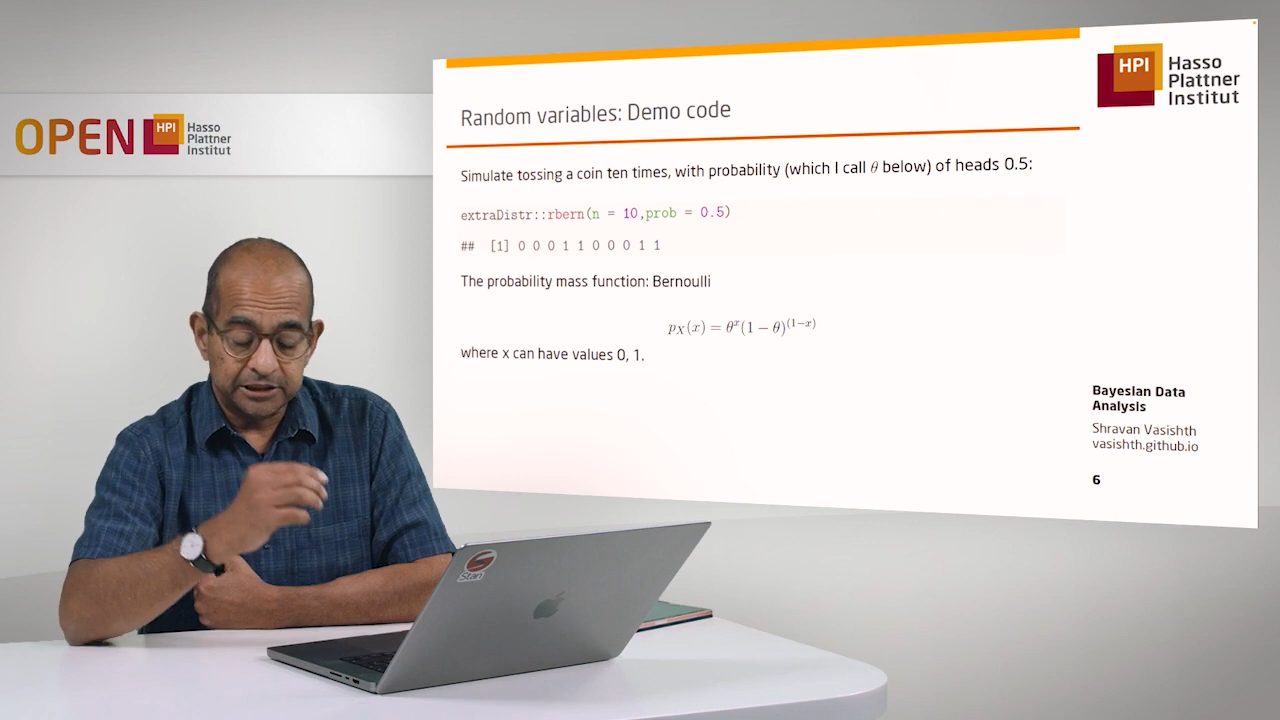 OPEN HPI Hasso
Plattner
Institut
HPI Hasso
Plattner
Institut
Random variables: Demo code
Simulate tossing a coin ten times, with probability (which I call θ below) of heads 0.5:
extraDistr::rbern(n = 10,prob = 0.5)
## [1] 0 0 0 1 1 0 0 0 1 1
The probability mass function: Bernoulli
pX(x) = θ^x(1 − θ)^(1−x)
where x can have values 0, 1.
Bayesian Data
Analysis
Shravan Vasishth
vasishth.github.io
6
Stan